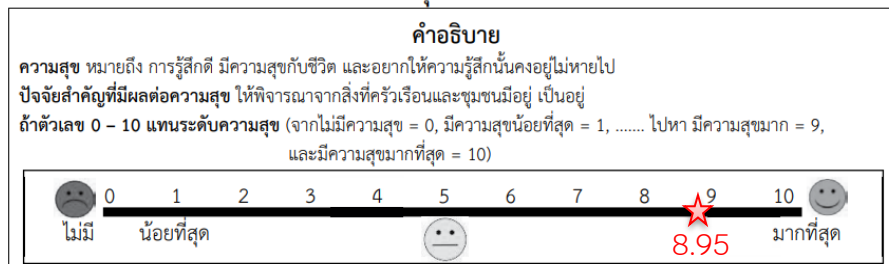 คำอธิบาย
ความสุข หมายถึง การรู้สึกดี มีความสุขกับชีวิต และอยากให้ความรู้สึกนั้นคงอยู่ไม่หายไป
ปัจจัยสำคัญที่มีผลต่อความสุข ให้พิจารณาจากสิ่งที่ครัวเรือนและชุมชนมีอยู่ เป็นอยู่
ถ้าตัวเลข 0 – 10 แทนระดับความสุข (จากไม่มีความสุข = 0, มีความสุขน้อยที่สุด = 1, ....... ไปหา มีความสุขมาก = 9,
และมีความสุขมากที่สุด = 10)
0 1 2 3 4 5 6 7 8 9 10
ไม่มี น้อยที่สุด 8.95 มากที่สุด